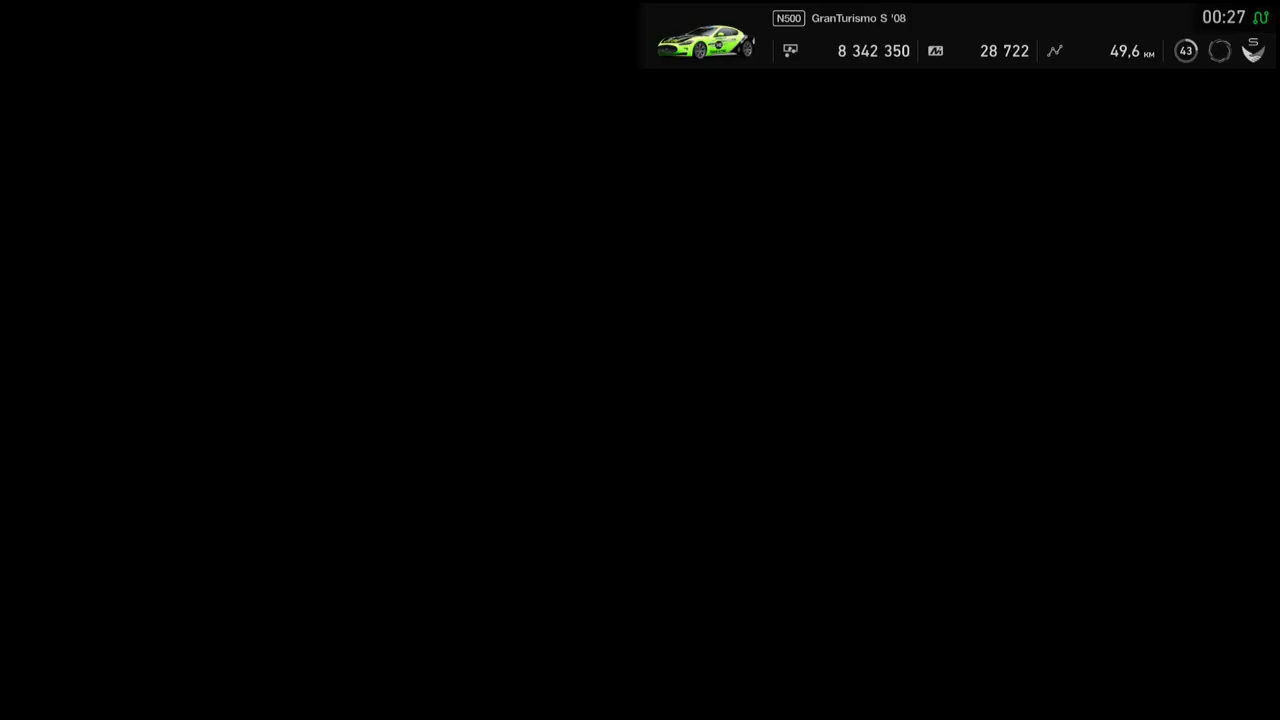 N500 GranTurismo S '08 00:27
8 342 350 28 722 49,6 км 43 S